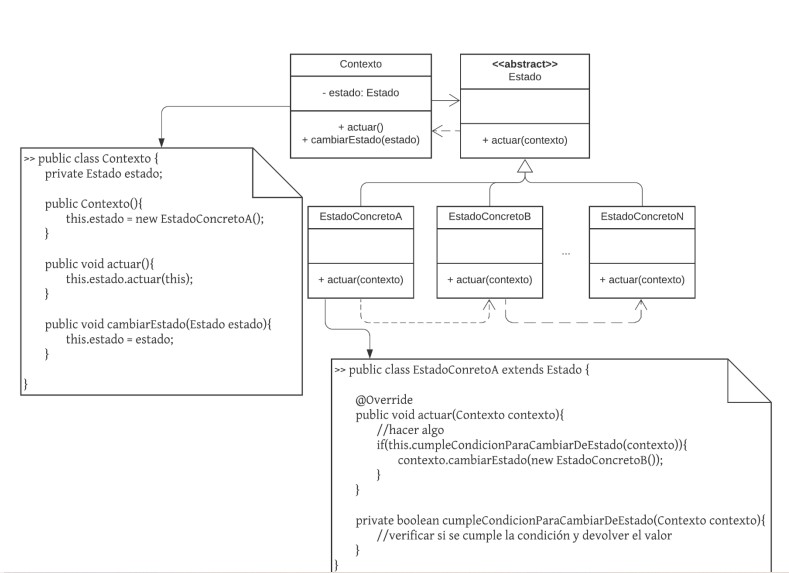 Contexto
- estado: Estado
+ actuar()
+ cambiarEstado(estado)
<<abstract>>
Estado
+ actuar(contexto)
>> public class Contexto {
private Estado estado;
public Contexto(){
this.estado = new EstadoConcretoA();
}
public void actuar(){
this.estado.actuar(this);
}
public void cambiarEstado(Estado estado){
this.estado = estado;
}
}
EstadoConcretoA
+ actuar(contexto)
EstadoConcretoB
+ actuar(contexto)
...
EstadoConcretoN
+ actuar(contexto)
>> public class EstadoConretoA extends Estado {
@Override
public void actuar(Contexto contexto){
//hacer algo
if(this.cumpleCondicionParaCambiarDeEstado(contexto)){
contexto.cambiarEstado(new EstadoConcretoB());
}
}
private boolean cumpleCondicionParaCambiarDeEstado(Contexto contexto){
//verificar si se cumple la condición y devolver el valor
}
}